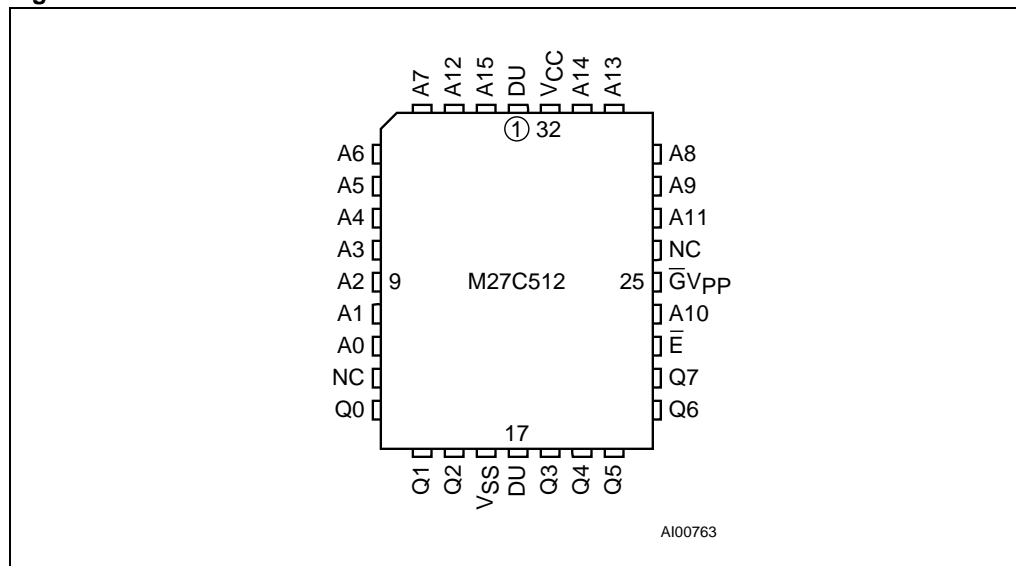 A7 A12 A15 DU VCC A14 A13
① 32
A6 A8
A5 A9
A4 A11
A3 NC
A2 9 M27C512 25 G̅VPP
A1 A10
A0 E̅
NC Q7
Q0 Q6
17
Q1 Q2 VSS DU Q3 Q4 Q5
AI00763